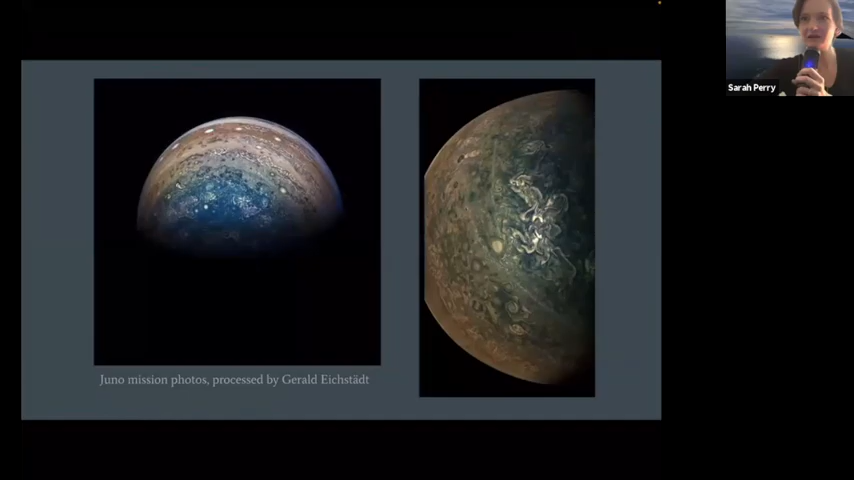 Sarah Perry
Juno mission photos, processed by Gerald Eichstädt